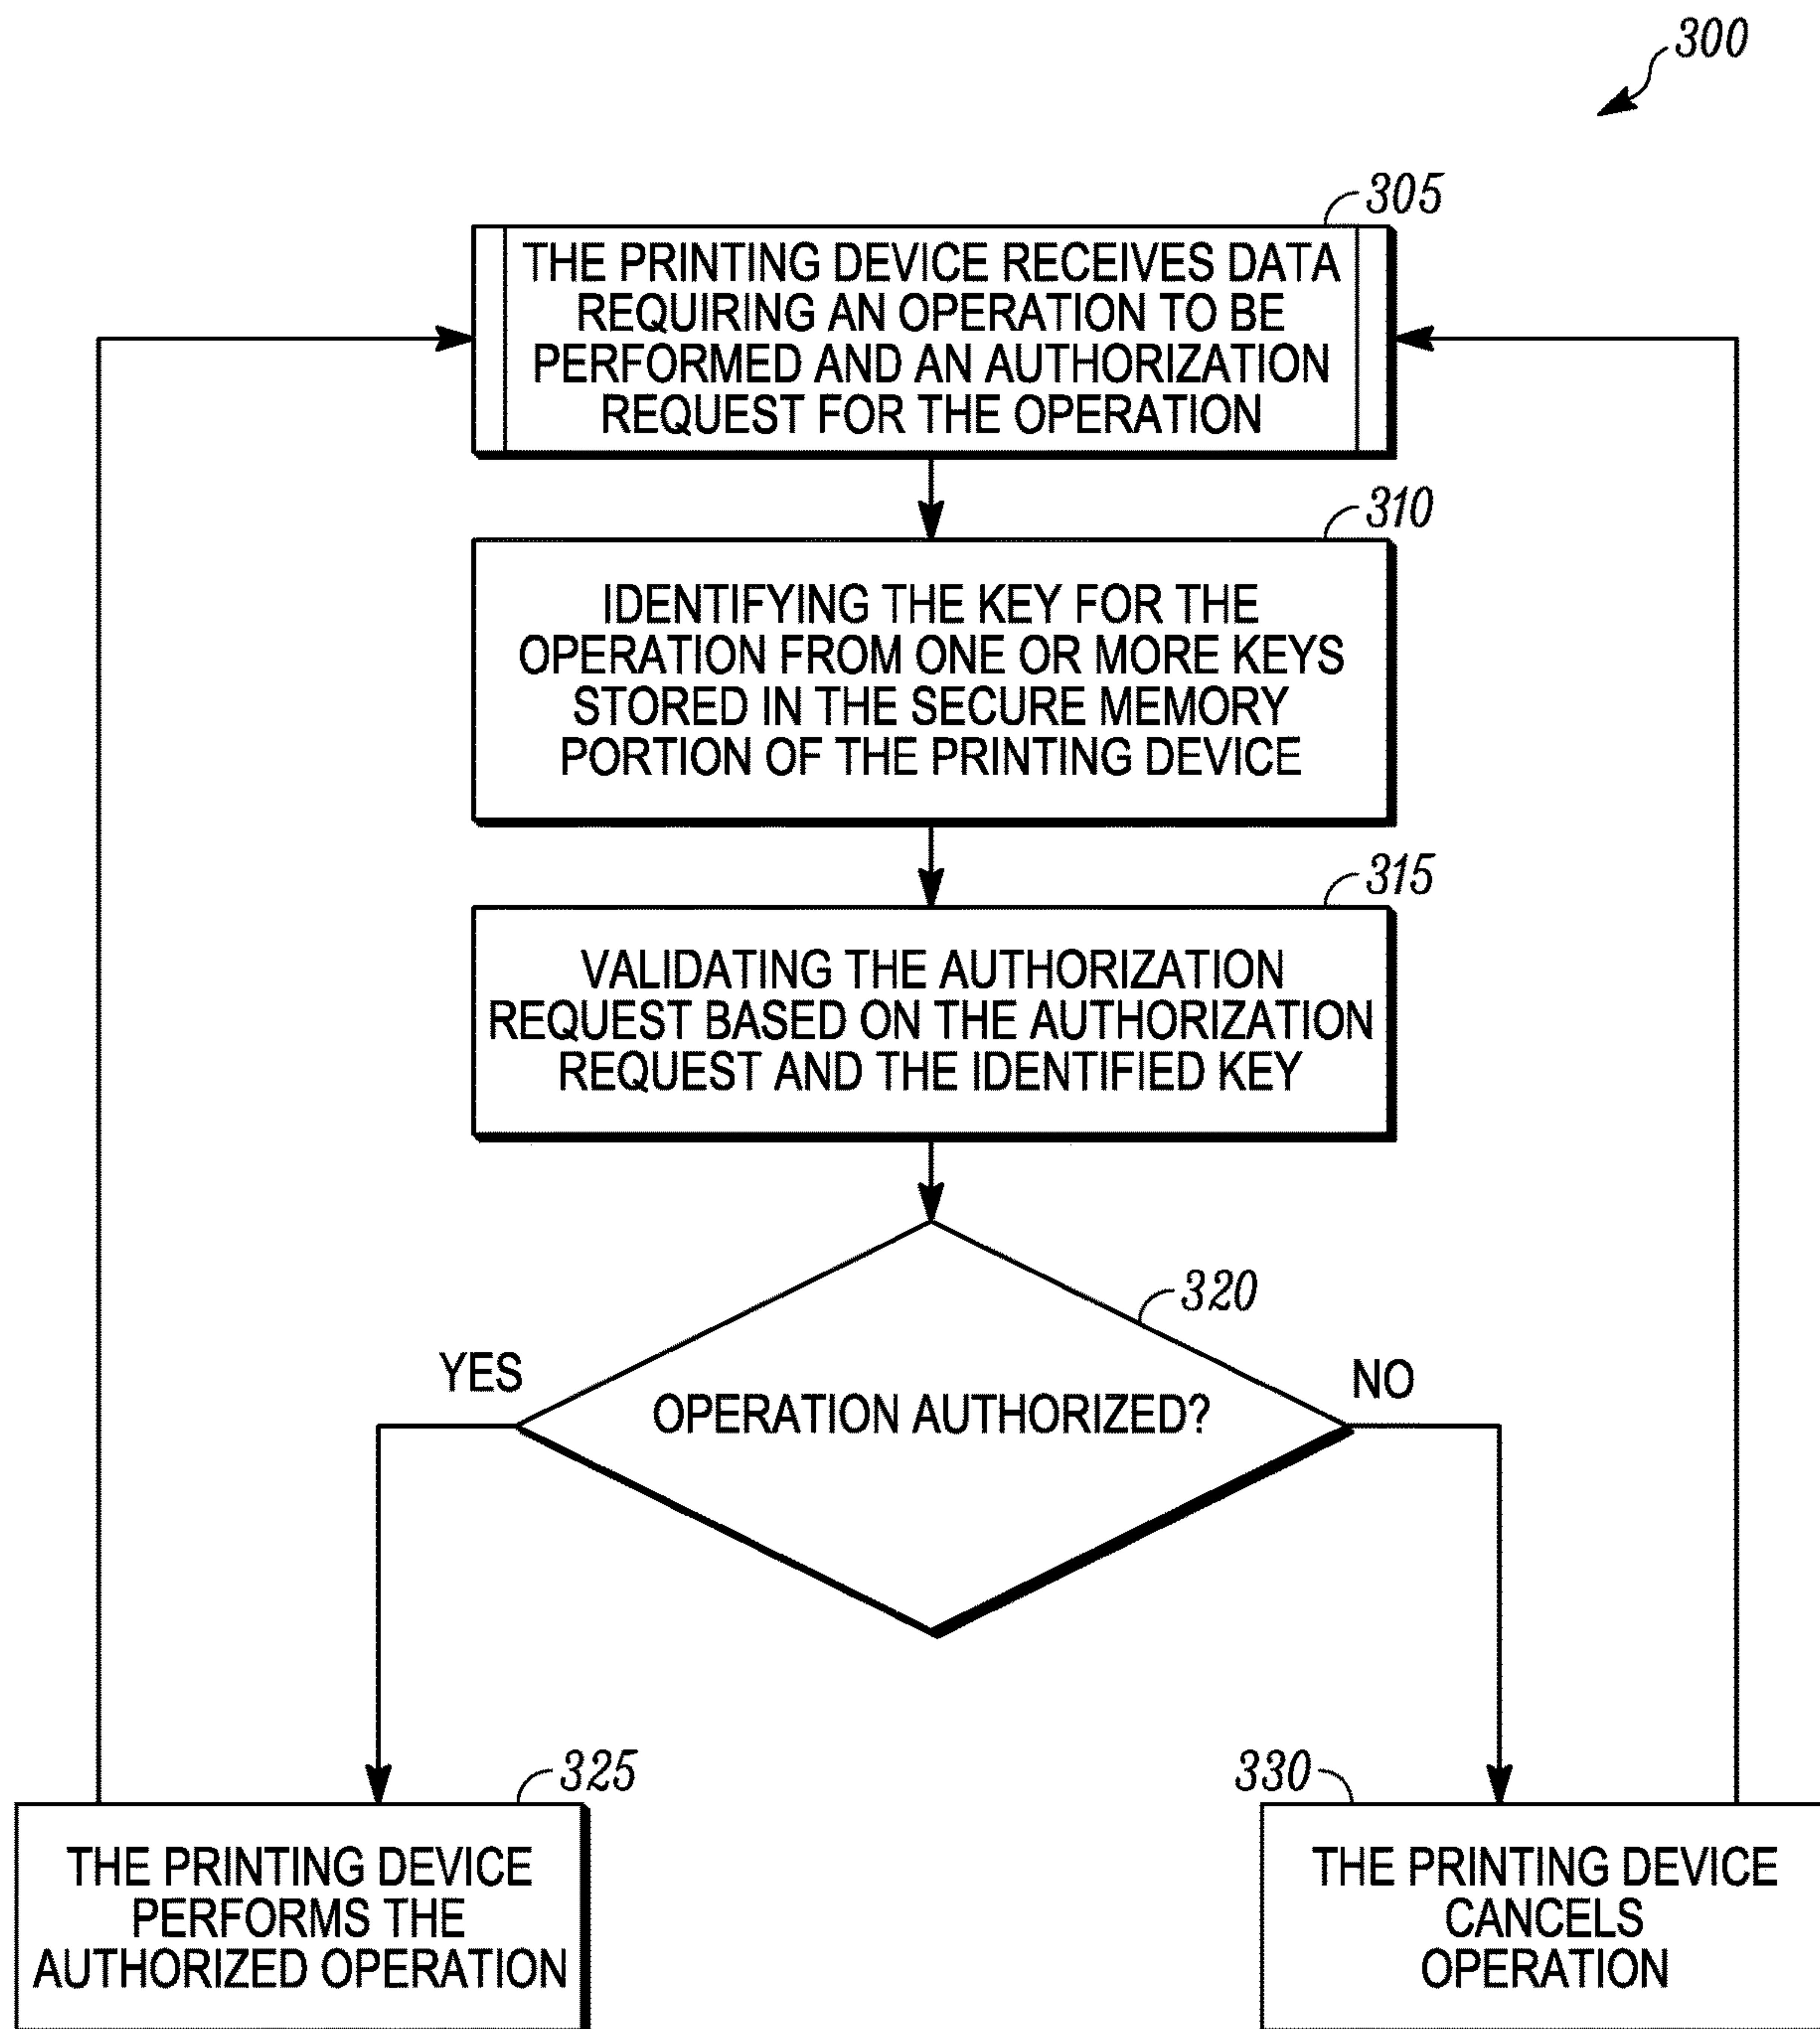 300
305
THE PRINTING DEVICE RECEIVES DATA
REQUIRING AN OPERATION TO BE
PERFORMED AND AN AUTHORIZATION
REQUEST FOR THE OPERATION
310
IDENTIFYING THE KEY FOR THE
OPERATION FROM ONE OR MORE KEYS
STORED IN THE SECURE MEMORY
PORTION OF THE PRINTING DEVICE
315
VALIDATING THE AUTHORIZATION
REQUEST BASED ON THE AUTHORIZATION
REQUEST AND THE IDENTIFIED KEY
320
YES
OPERATION AUTHORIZED?
NO
325
THE PRINTING DEVICE
PERFORMS THE
AUTHORIZED OPERATION
330
THE PRINTING DEVICE
CANCELS
OPERATION